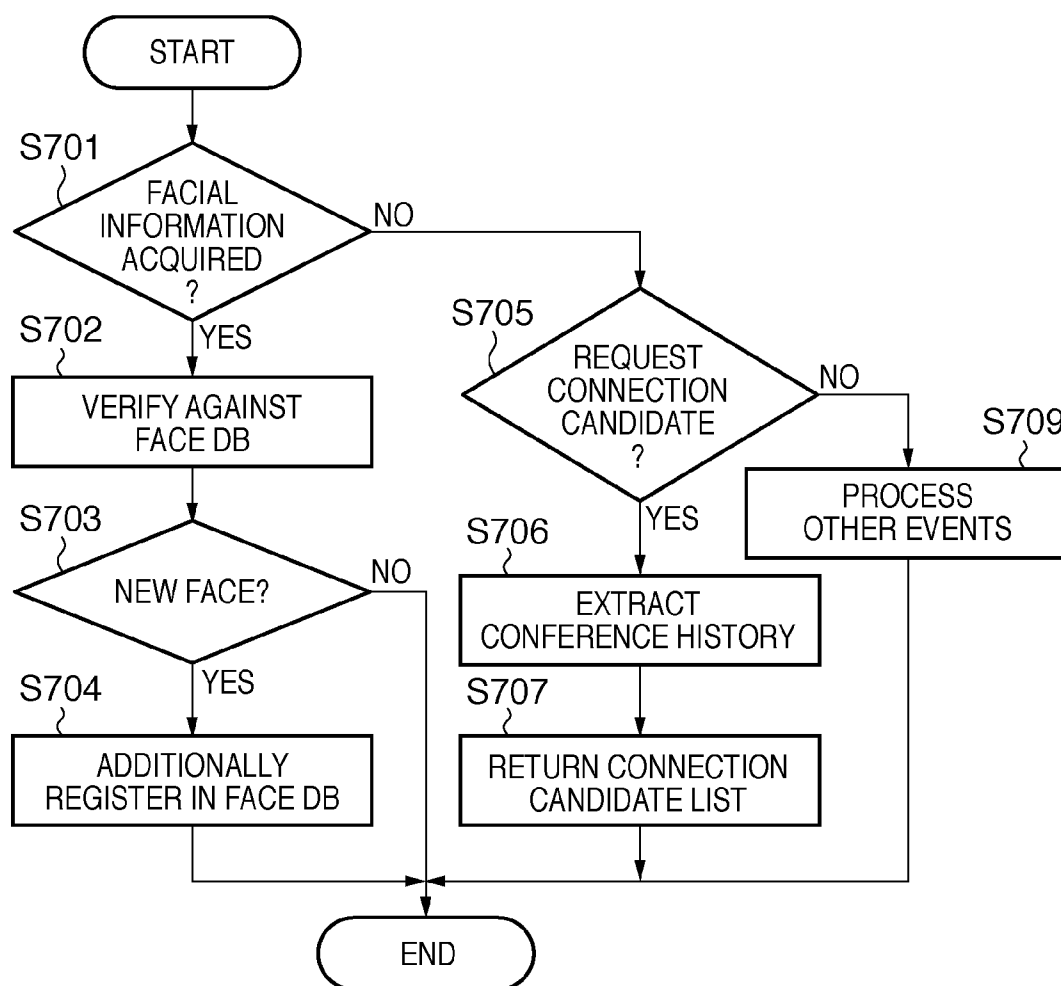 START
S701
FACIAL
INFORMATION
ACQUIRED
?
NO
YES
S702
VERIFY AGAINST
FACE DB
S703
NEW FACE?
NO
YES
S704
ADDITIONALLY
REGISTER IN FACE DB
S705
REQUEST
CONNECTION
CANDIDATE
?
NO
YES
S706
EXTRACT
CONFERENCE HISTORY
S707
RETURN CONNECTION
CANDIDATE LIST
S709
PROCESS
OTHER EVENTS
END